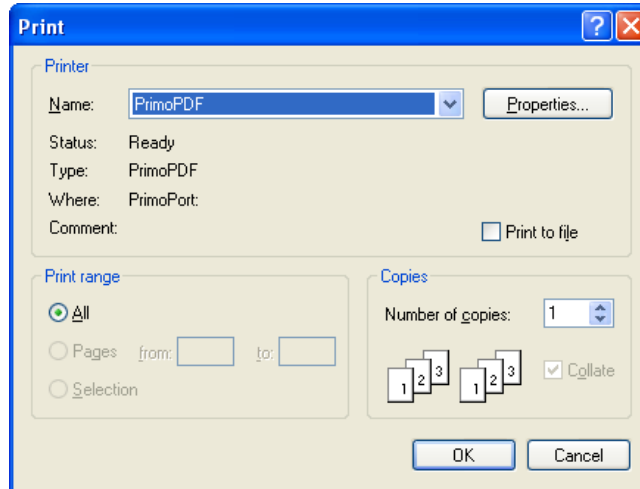 Print
Printer
Name: PrimoPDF Properties...
Status: Ready
Type: PrimoPDF
Where: PrimoPort:
Comment:
Print to file
Print range
All
Pages from: to:
Selection
Copies
Number of copies: 1
1 2 3 1 2 3
Collate
OK Cancel